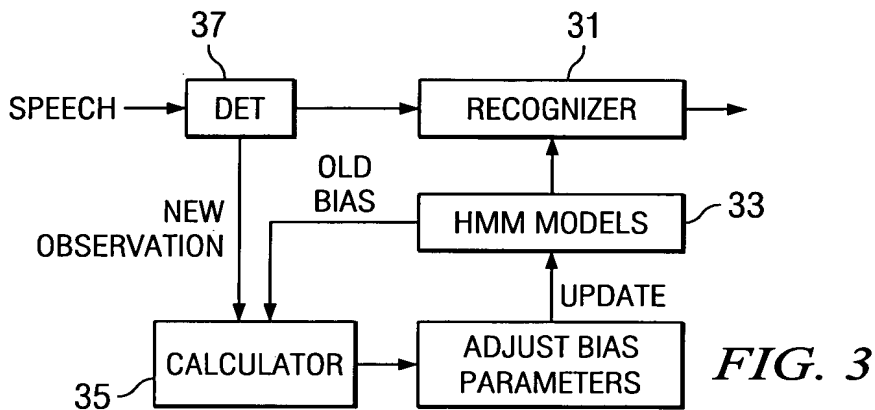 37
31
SPEECH
DET
RECOGNIZER
OLD
BIAS
NEW
OBSERVATION
HMM MODELS
33
UPDATE
CALCULATOR
35
ADJUST BIAS
PARAMETERS
FIG. 3